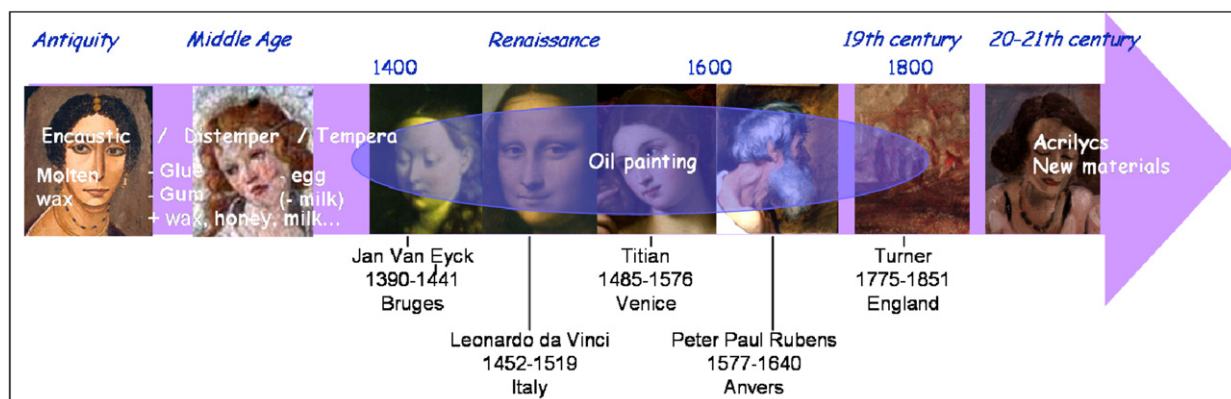 Antiquity
Middle Age
Renaissance
19th century
20-21th century
1400
1600
1800
Encaustic / Distemper / Tempera
Molten
wax
- Glue
- Gum
+ wax, honey, milk...
- egg
(- milk)
Oil painting
Acrilycs
New materials
Jan Van Eyck
1390-1441
Bruges
Leonardo da Vinci
1452-1519
Italy
Titian
1485-1576
Venice
Peter Paul Rubens
1577-1640
Anvers
Turner
1775-1851
England